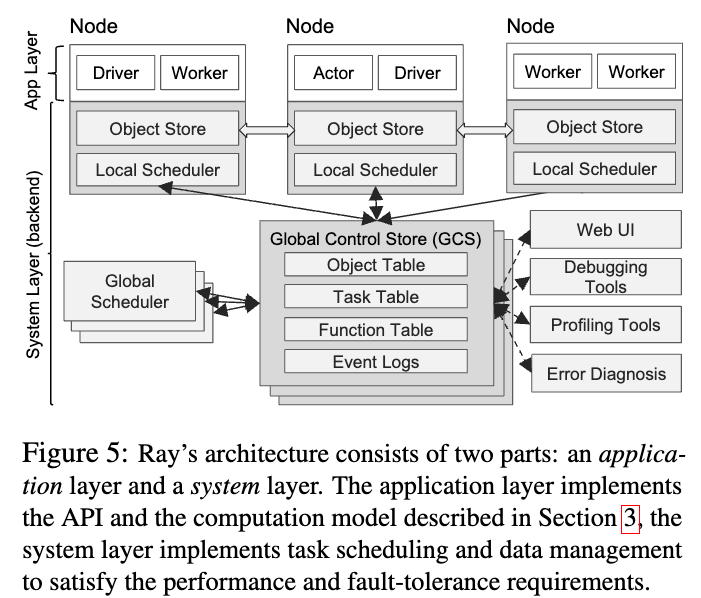 Node
Node
Node
App Layer
Driver
Worker
Actor
Driver
Worker
Worker
System Layer (backend)
Object Store
Object Store
Object Store
Local Scheduler
Local Scheduler
Local Scheduler
Global Control Store (GCS)
Object Table
Task Table
Function Table
Event Logs
Global
Scheduler
Web UI
Debugging
Tools
Profiling Tools
Error Diagnosis
Figure 5: Ray’s architecture consists of two parts: an applica-
tion layer and a system layer. The application layer implements
the API and the computation model described in Section 3, the
system layer implements task scheduling and data management
to satisfy the performance and fault-tolerance requirements.